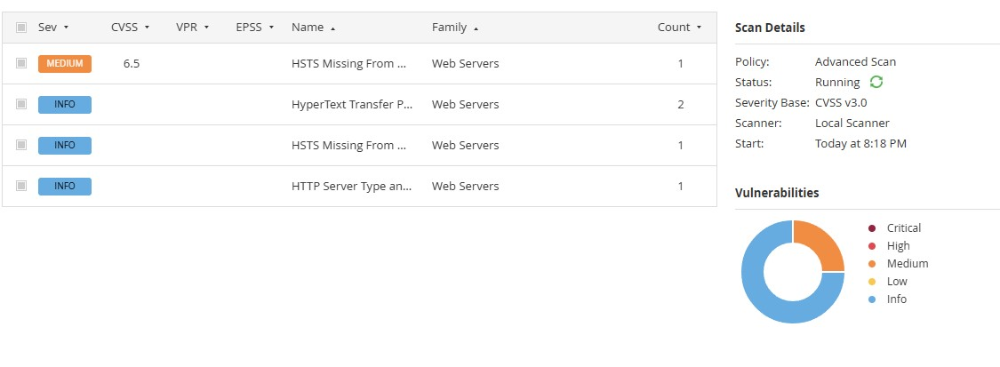 Sev CVSS VPR EPSS Name Family Count
MEDIUM 6.5 HSTS Missing From ... Web Servers 1
INFO HyperText Transfer P... Web Servers 2
INFO HSTS Missing From ... Web Servers 1
INFO HTTP Server Type an... Web Servers 1
Scan Details
Policy: Advanced Scan
Status: Running
Severity Base: CVSS v3.0
Scanner: Local Scanner
Start: Today at 8:18 PM
Vulnerabilities
Critical
High
Medium
Low
Info